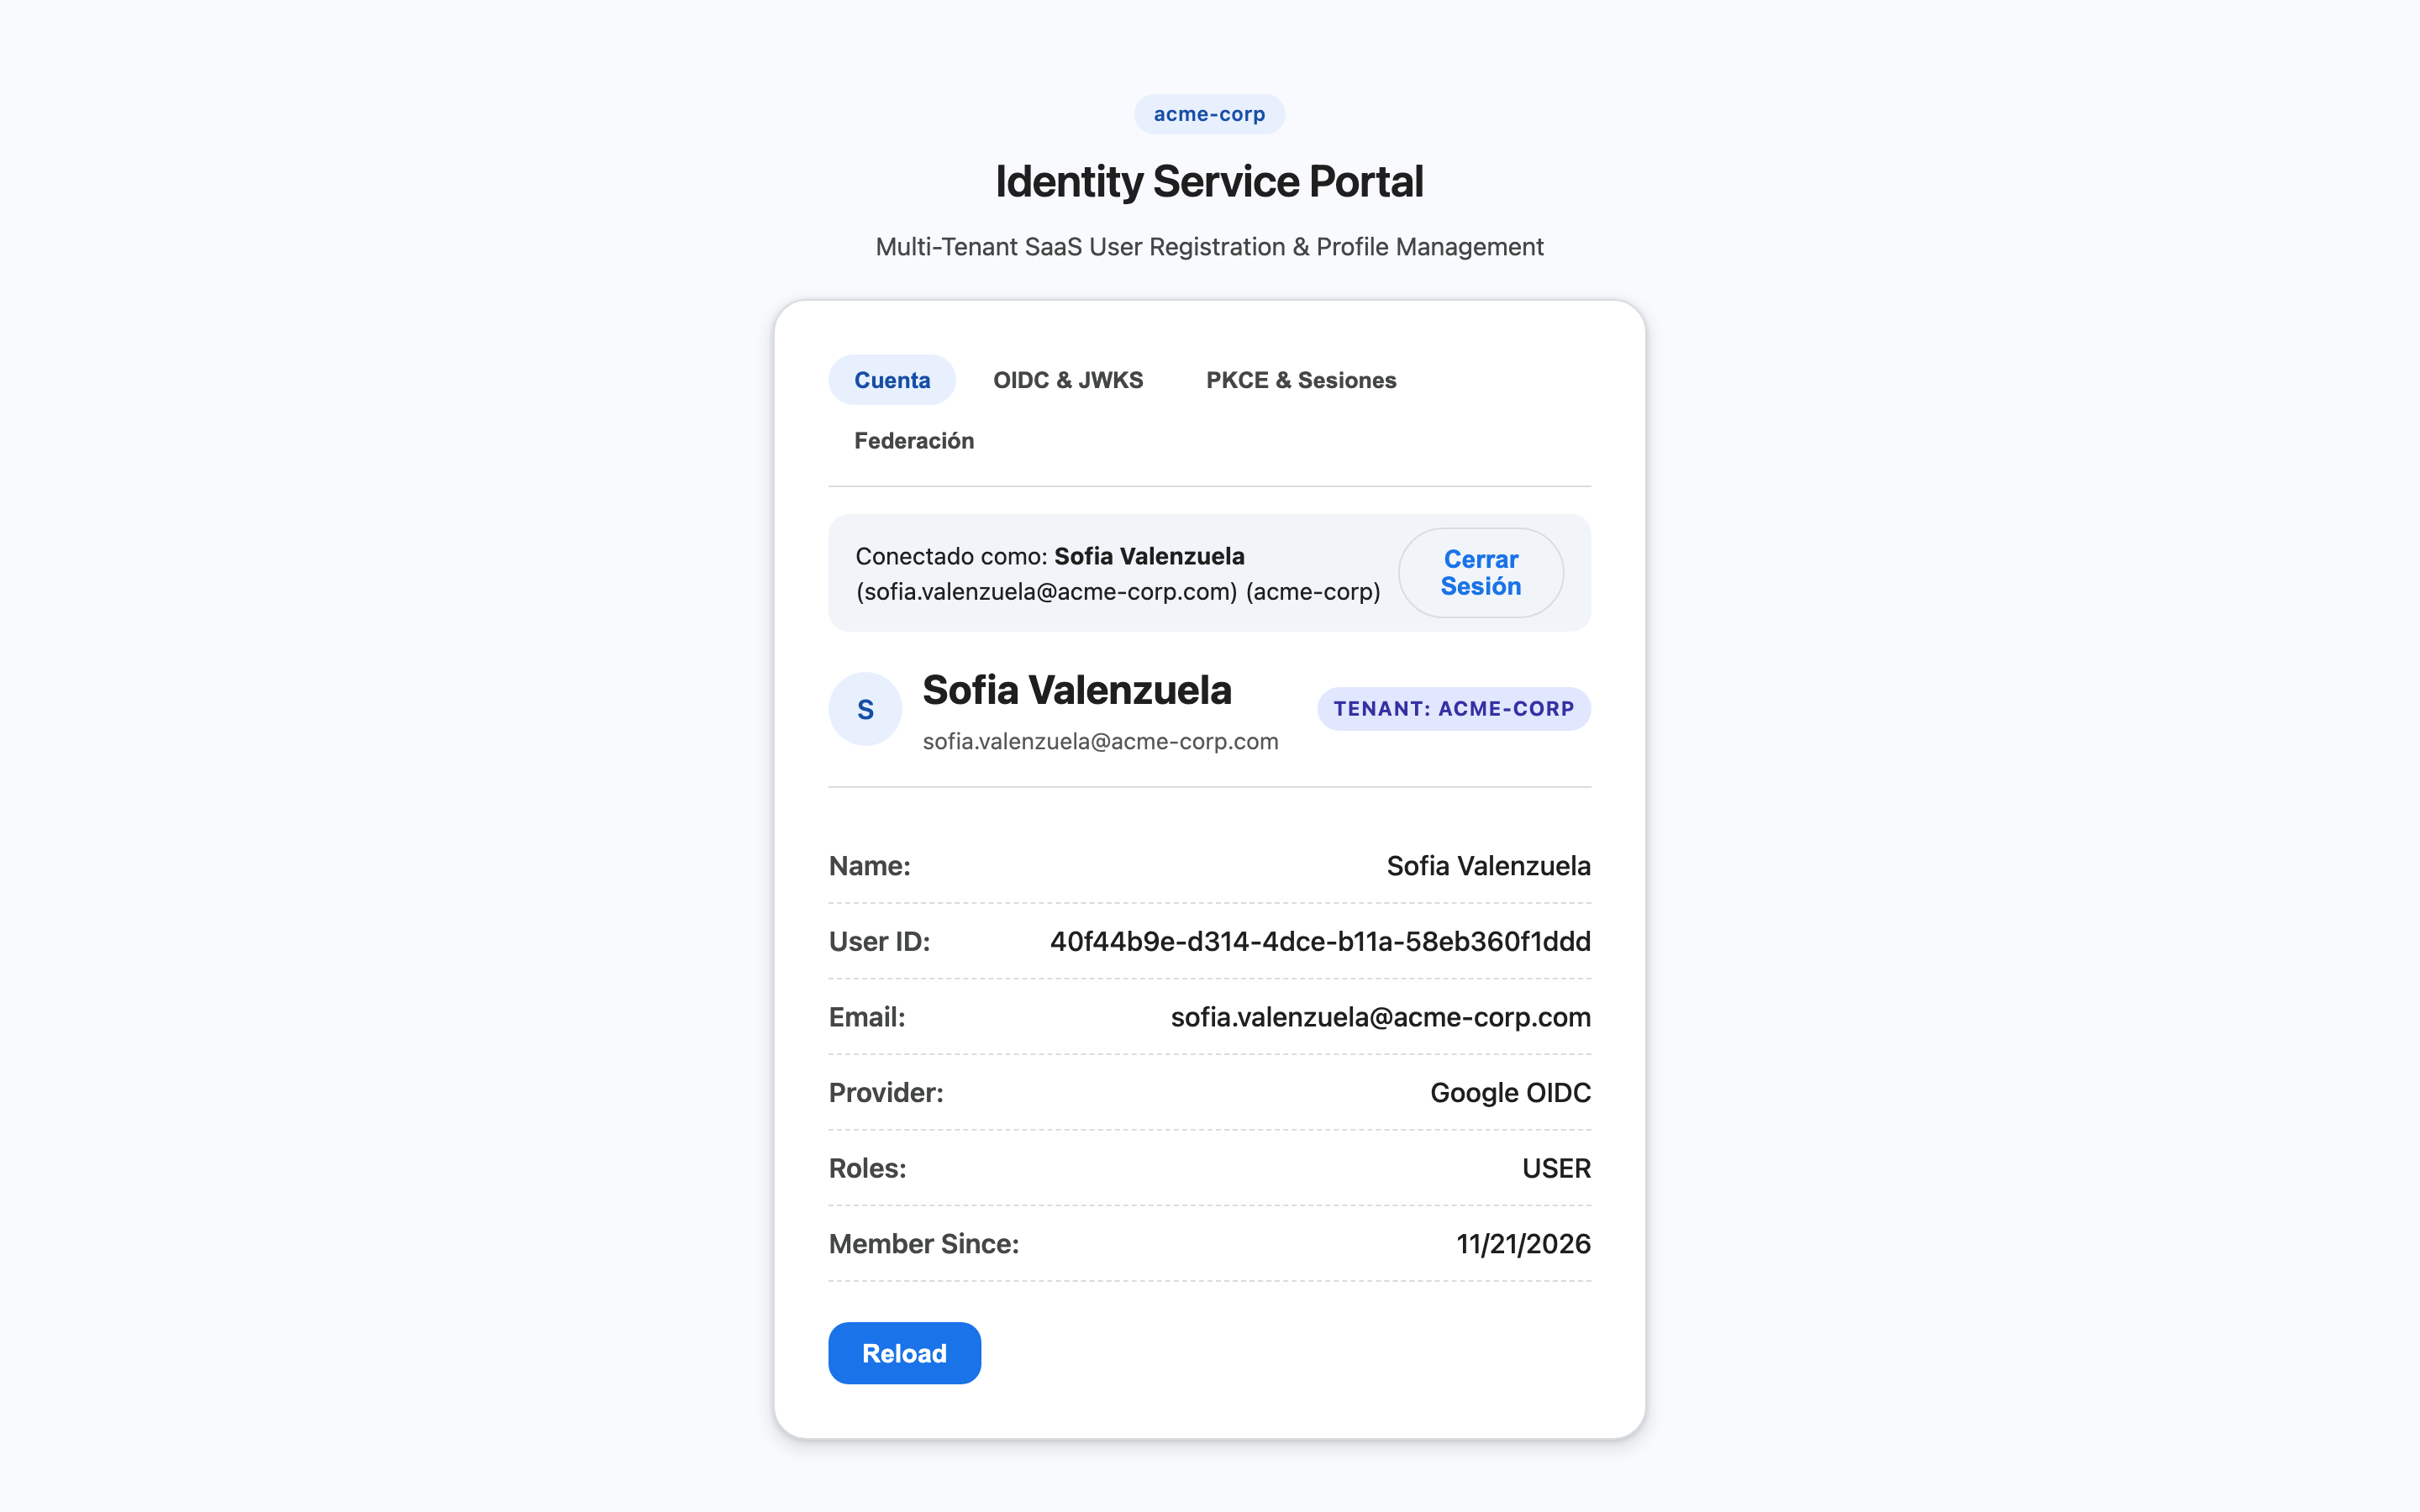 acme-corp
Identity Service Portal
Multi-Tenant SaaS User Registration & Profile Management
Cuenta OIDC & JWKS PKCE & Sesiones
Federación
Conectado como: Sofia Valenzuela
(sofia.valenzuela@acme-corp.com) (acme-corp)
Cerrar
Sesión
S
Sofia Valenzuela
sofia.valenzuela@acme-corp.com
TENANT: ACME-CORP
Name: Sofia Valenzuela
User ID: 40f44b9e-d314-4dce-b11a-58eb360f1ddd
Email: sofia.valenzuela@acme-corp.com
Provider: Google OIDC
Roles: USER
Member Since: 11/21/2026
Reload